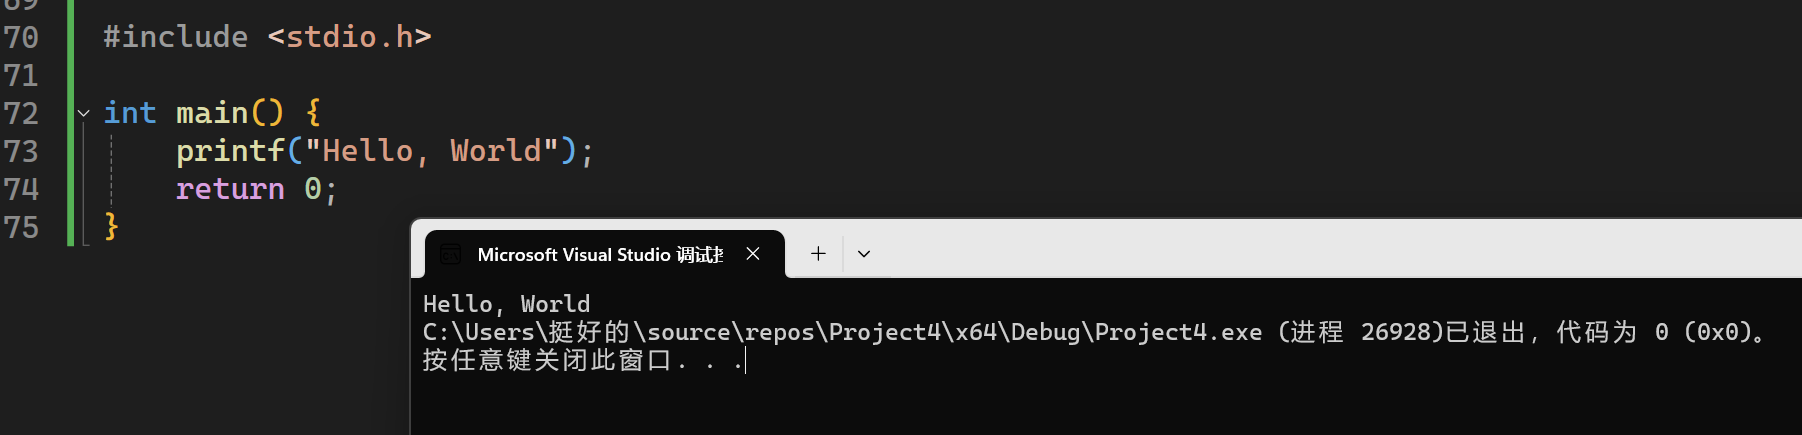 69
70 #include <stdio.h>
71
72 int main() {
73 printf("Hello, World");
74 return 0;
75 }
Microsoft Visual Studio 调试
Hello, World
C:\Users\挺好的\source\repos\Project4\x64\Debug\Project4.exe (进程 26928)已退出，代码为 0 (0x0)。
按任意键关闭此窗口. . .